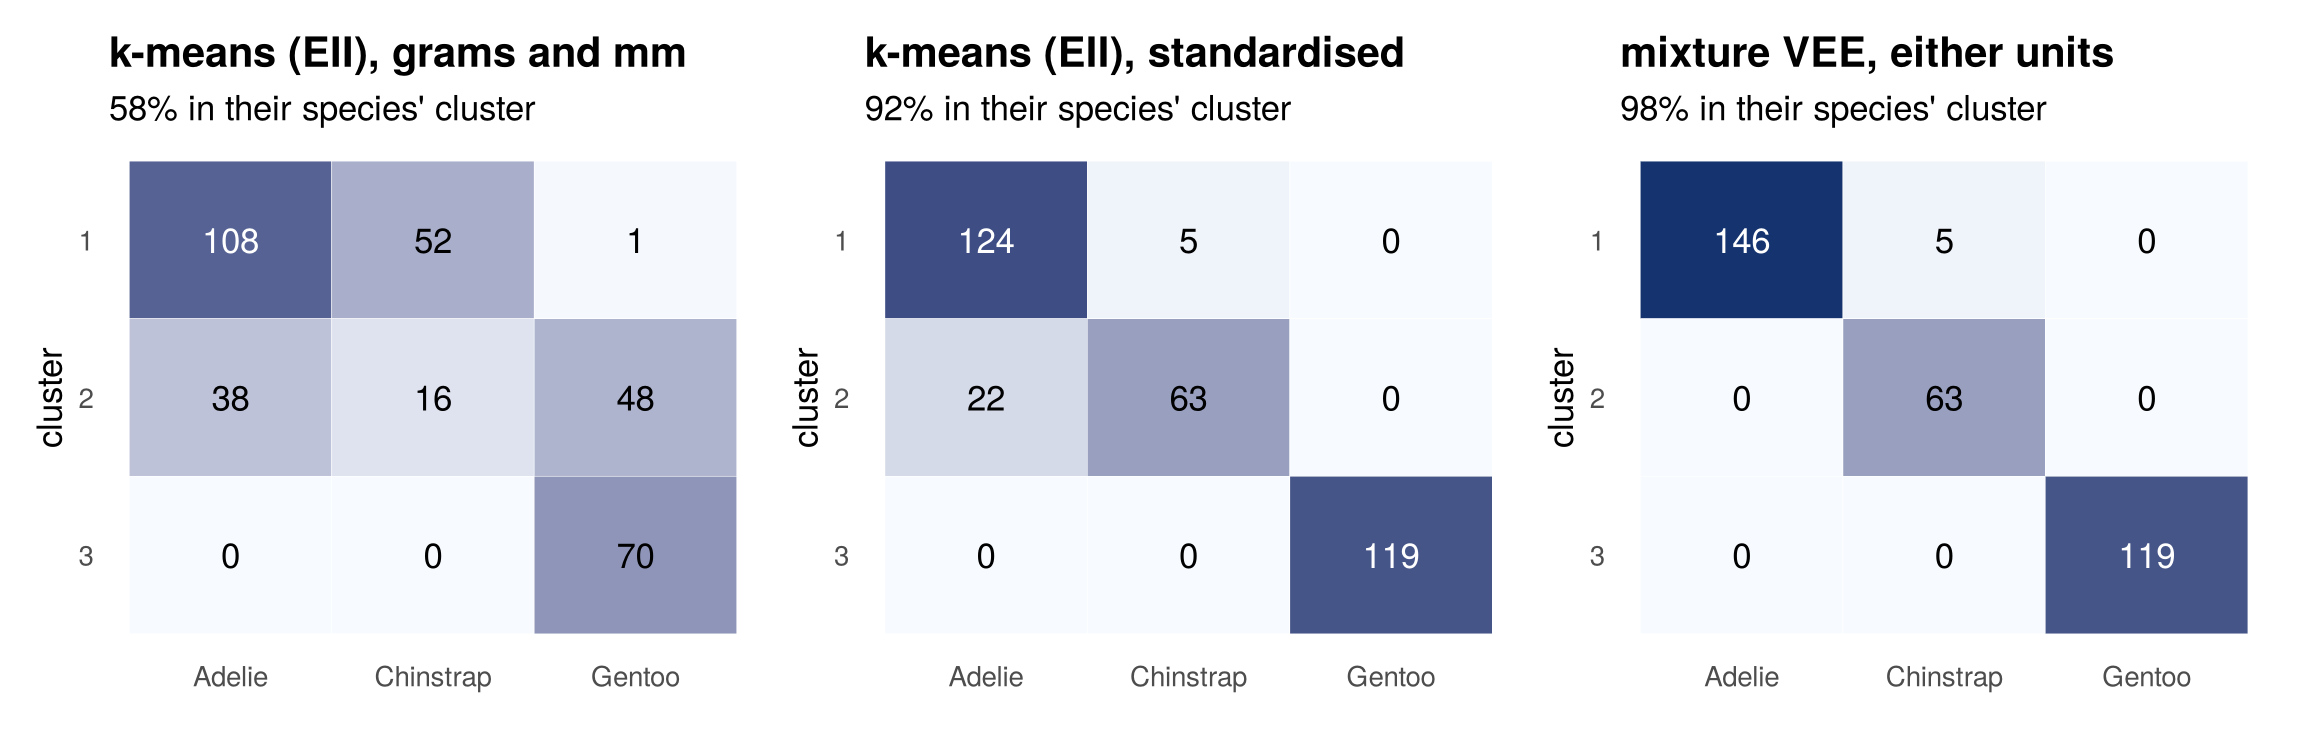 k-means (EII), grams and mm
58% in their species' cluster
cluster
1
108
52
1
2
38
16
48
3
0
0
70
Adelie
Chinstrap
Gentoo
k-means (EII), standardised
92% in their species' cluster
cluster
1
124
5
0
2
22
63
0
3
0
0
119
Adelie
Chinstrap
Gentoo
mixture VEE, either units
98% in their species' cluster
cluster
1
146
5
0
2
0
63
0
3
0
0
119
Adelie
Chinstrap
Gentoo